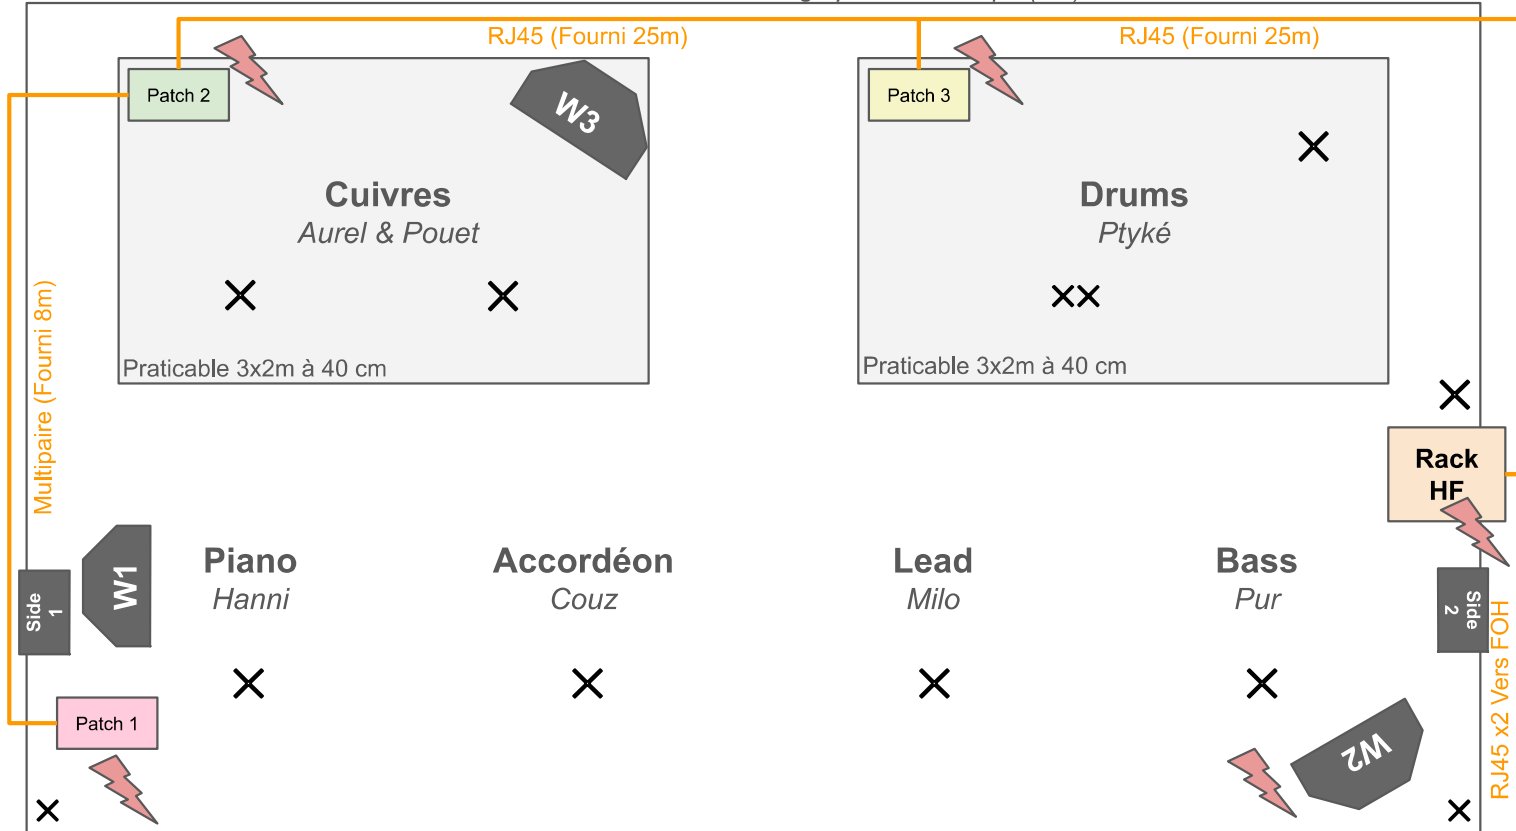 RJ45 (Fourni 25m)
RJ45 (Fourni 25m)
Patch 2
W3
Patch 3
Cuivres
Aurel & Pouet
Drums
Ptyké
Praticable 3x2m à 40 cm
Praticable 3x2m à 40 cm
Multipaire (Fourni 8m)
Rack
HF
Side
1
W1
Piano
Hanni
Accordéon
Couz
Lead
Milo
Bass
Pur
Side
2
Patch 1
W2
RJ45 x2 Vers FOH